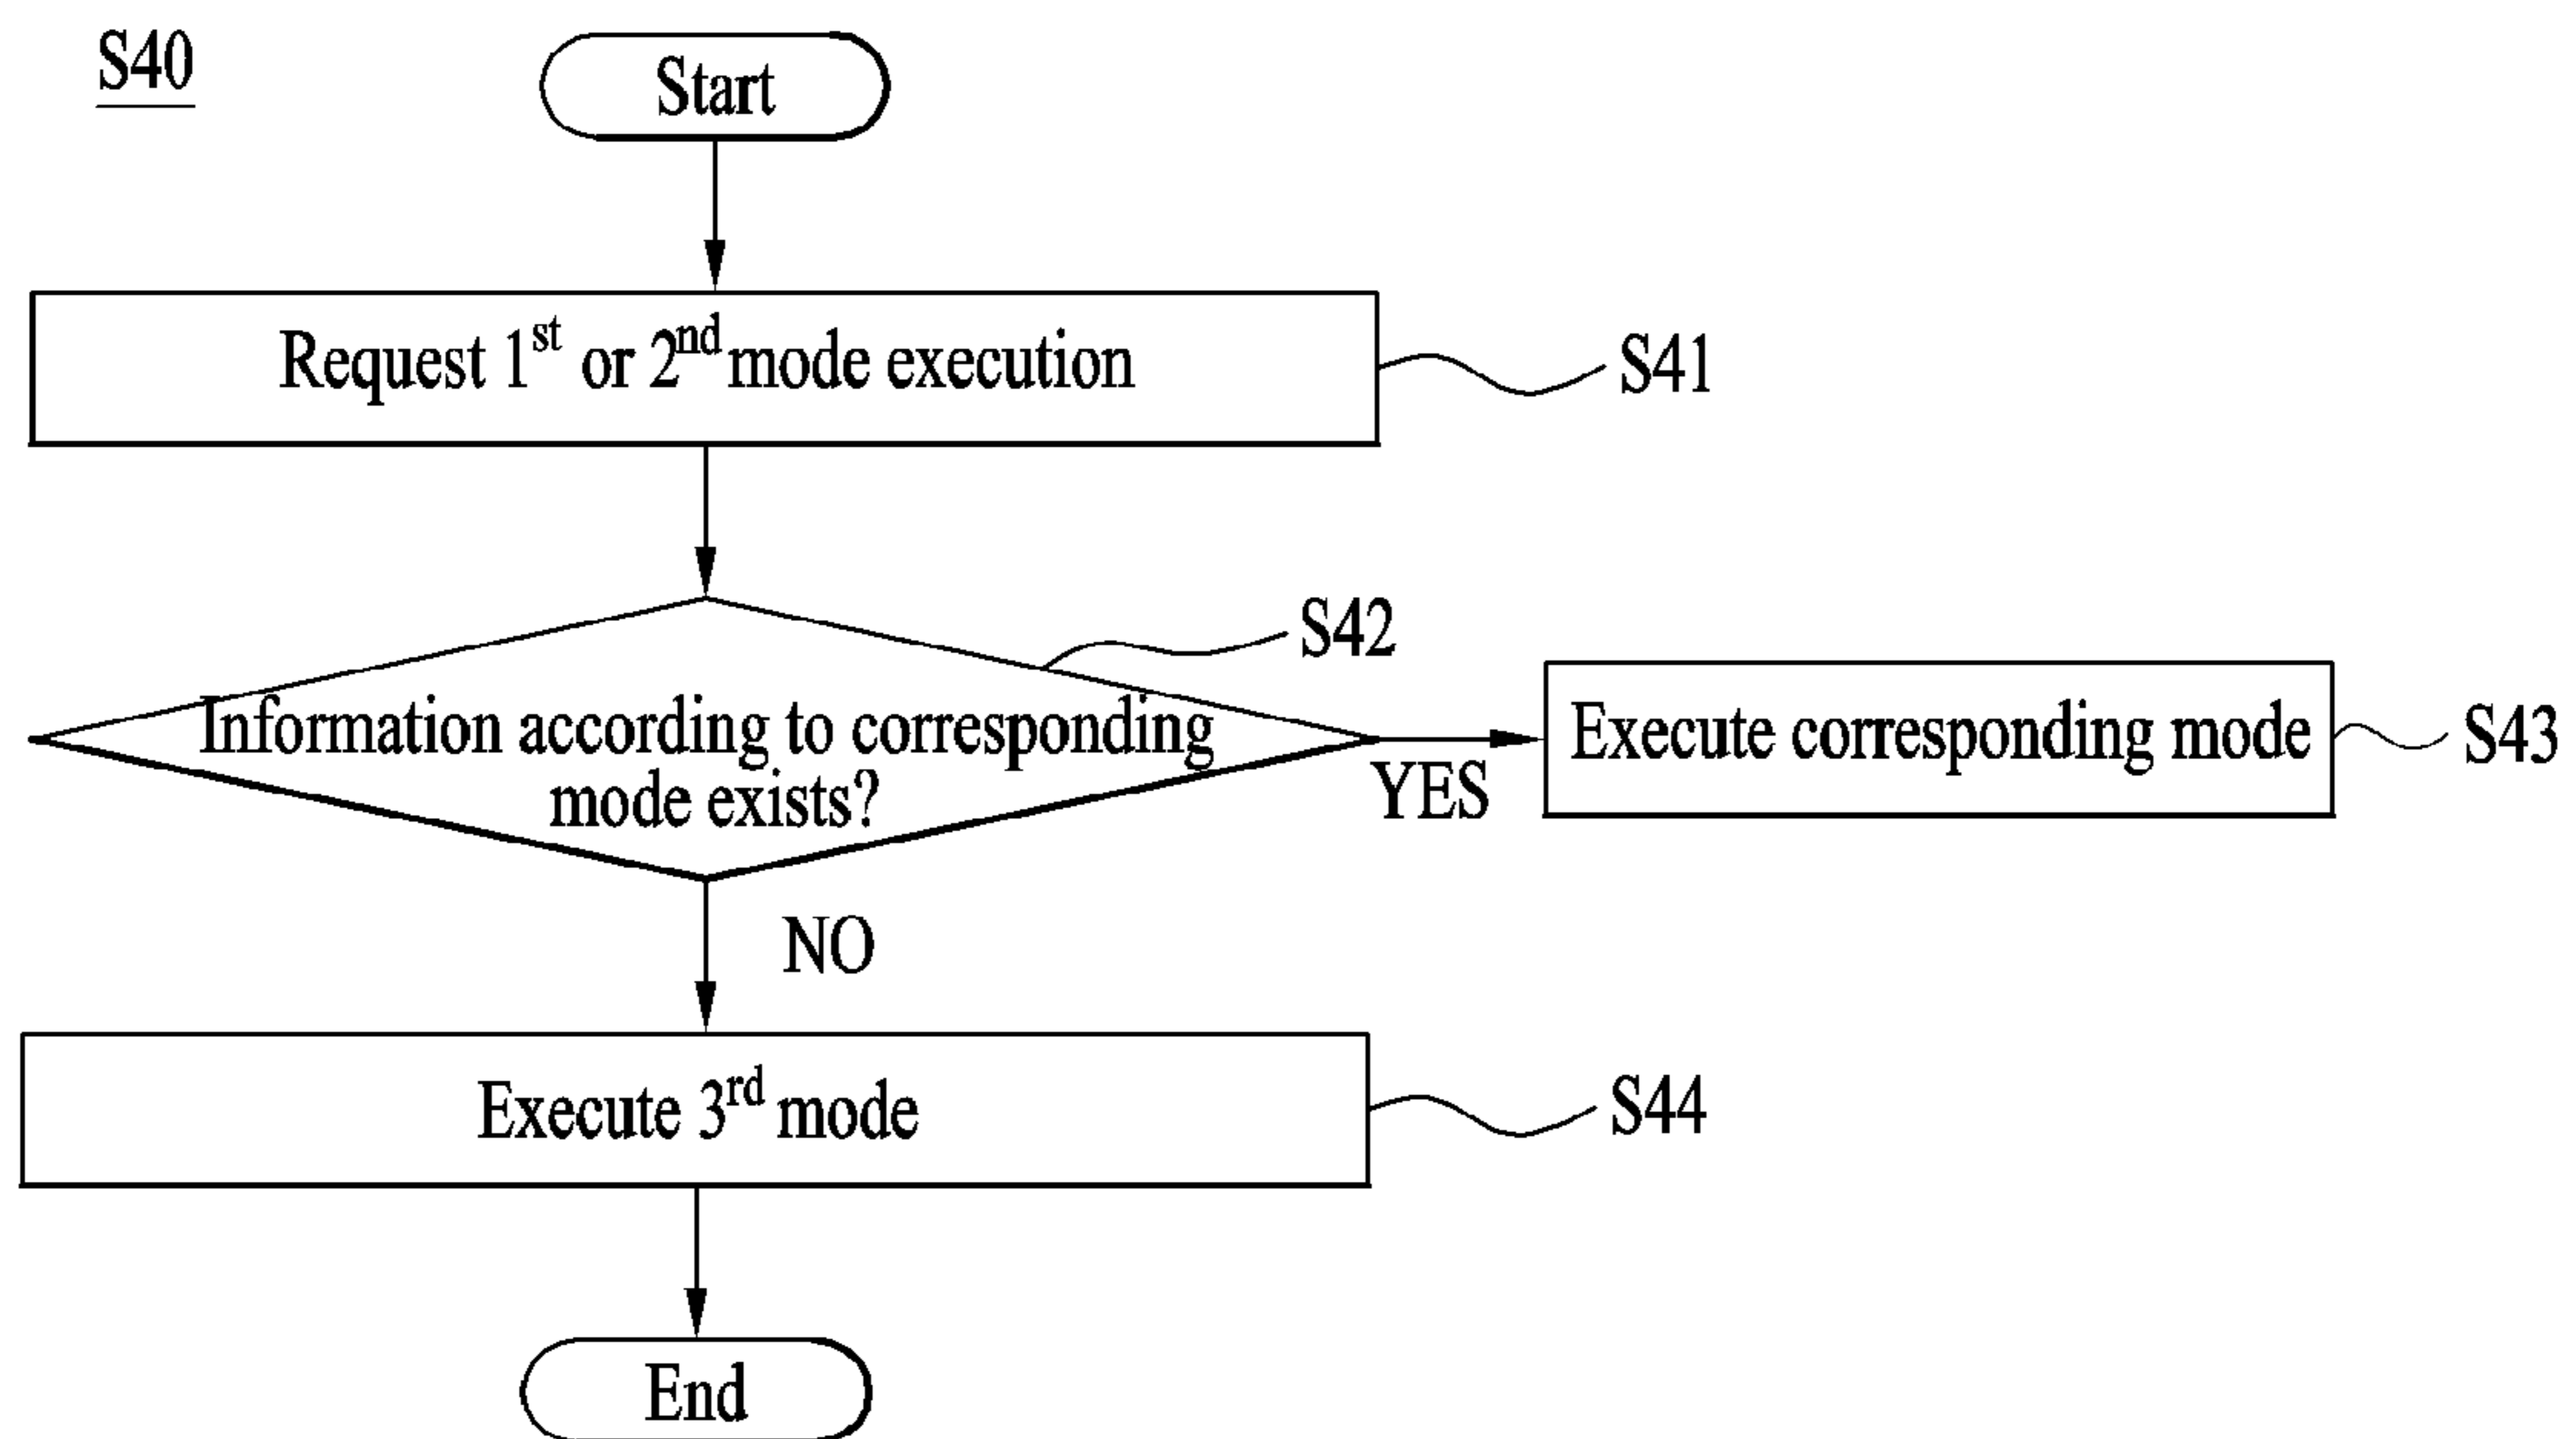 S40
Start
Request 1st or 2nd mode execution
S41
S42
Information according to corresponding
mode exists?
YES
Execute corresponding mode
S43
NO
Execute 3rd mode
S44
End